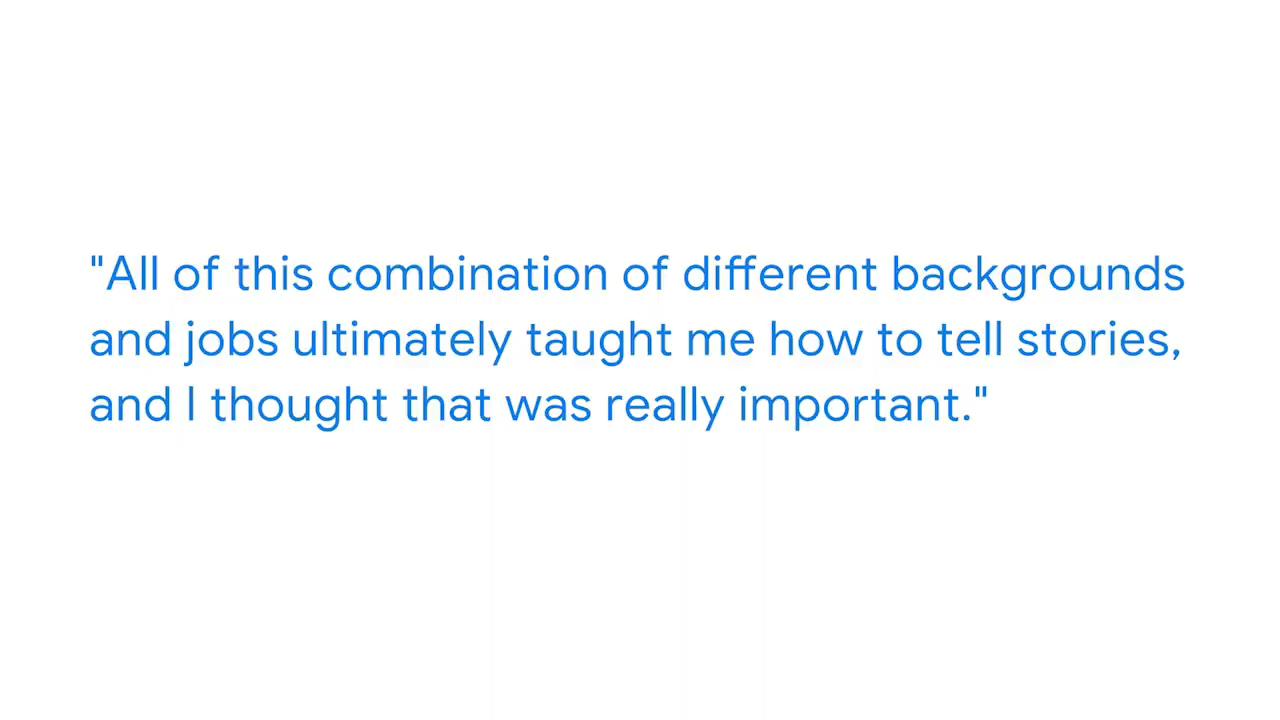 "All of this combination of different backgrounds
and jobs ultimately taught me how to tell stories,
and I thought that was really important."